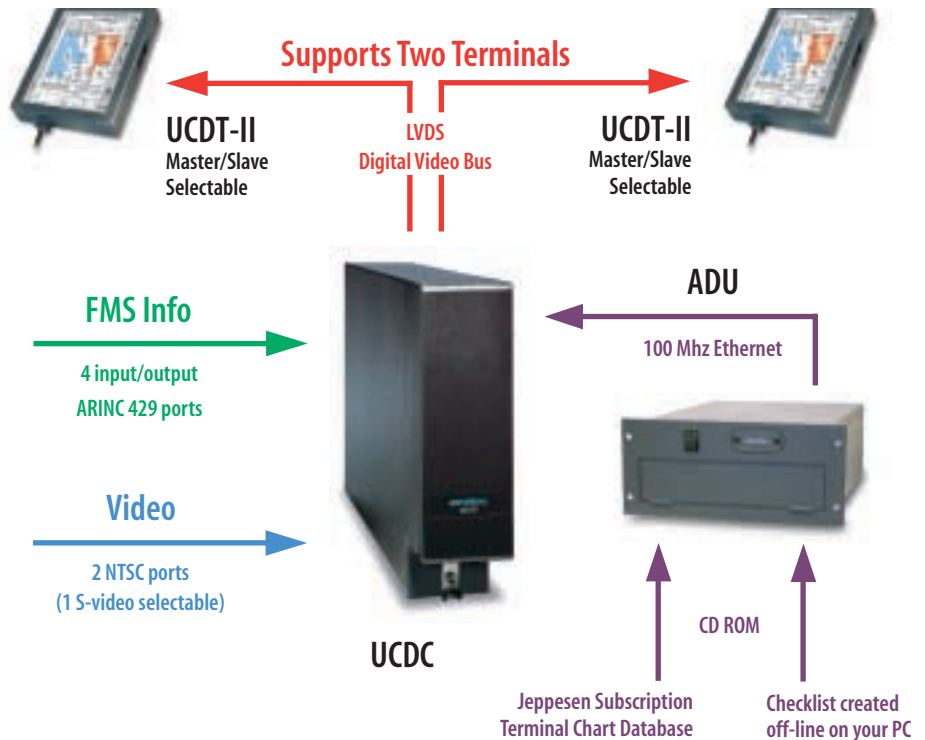 Supports Two Terminals
UCDT-II
Master/Slave
Selectable
LVDS
Digital Video Bus
UCDT-II
Master/Slave
Selectable
FMS Info
4 input/output
ARINC 429 ports
ADU
100 Mhz Ethernet
Video
2 NTSC ports
(1 S-video selectable)
UCDC
CD ROM
Jeppesen Subscription
Terminal Chart Database
Checklist created
off-line on your PC